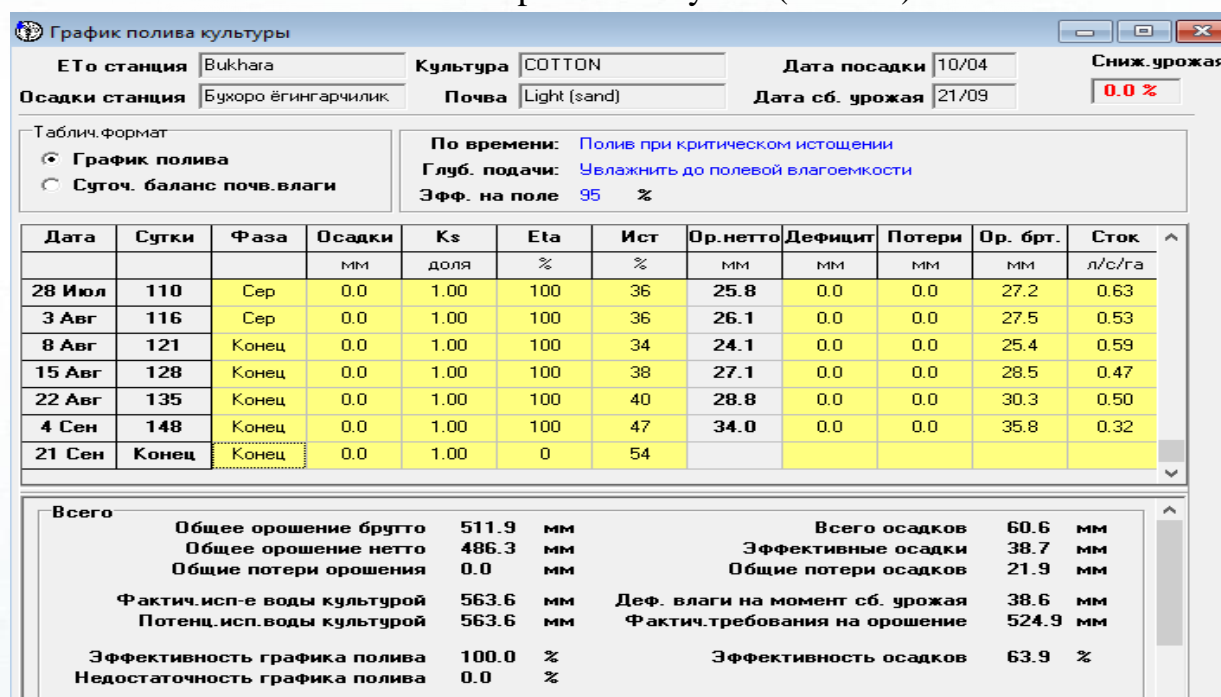 График полива культуры
ЕТо станция Bukhara Культура COTTON Дата посадки 10/04 Сниж.урожая
Осадки станция Бухоро ёгингарчилик Почва Light (sand) Дата сб. урожая 21/09 0.0 %
Таблич.формат
График полива
Суточ. баланс почв.влаги
По времени: Полив при критическом истощении
Глуб. подачи: Увлажнить до полевой влагоемкости
Эфф. на поле 95 %
Дата Сутки Фаза Осадки Ks Eta Ист Ор.нетто Дефицит Потери Ор. брт. Сток
мм доля % % мм мм мм мм л/с/га
28 Июл 110 Сер 0.0 1.00 100 36 25.8 0.0 0.0 27.2 0.63
3 Авг 116 Сер 0.0 1.00 100 36 26.1 0.0 0.0 27.5 0.53
8 Авг 121 Конец 0.0 1.00 100 34 24.1 0.0 0.0 25.4 0.59
15 Авг 128 Конец 0.0 1.00 100 38 27.1 0.0 0.0 28.5 0.47
22 Авг 135 Конец 0.0 1.00 100 40 28.8 0.0 0.0 30.3 0.50
4 Сен 148 Конец 0.0 1.00 100 47 34.0 0.0 0.0 35.8 0.32
21 Сен Конец Конец 0.0 1.00 0 54
Всего
Общее орошение брутто 511.9 мм Всего осадков 60.6 мм
Общее орошение нетто 486.3 мм Эффективные осадки 38.7 мм
Общие потери орошения 0.0 мм Общие потери осадков 21.9 мм
Фактич.исп-е воды культурой 563.6 мм Деф. влаги на момент сб. урожая 38.6 мм
Потенц.исп.воды культурой 563.6 мм Фактич.требования на орошение 524.9 мм
Эффективность графика полива 100.0 % Эффективность осадков 63.9 %
Недостаточность графика полива 0.0 %